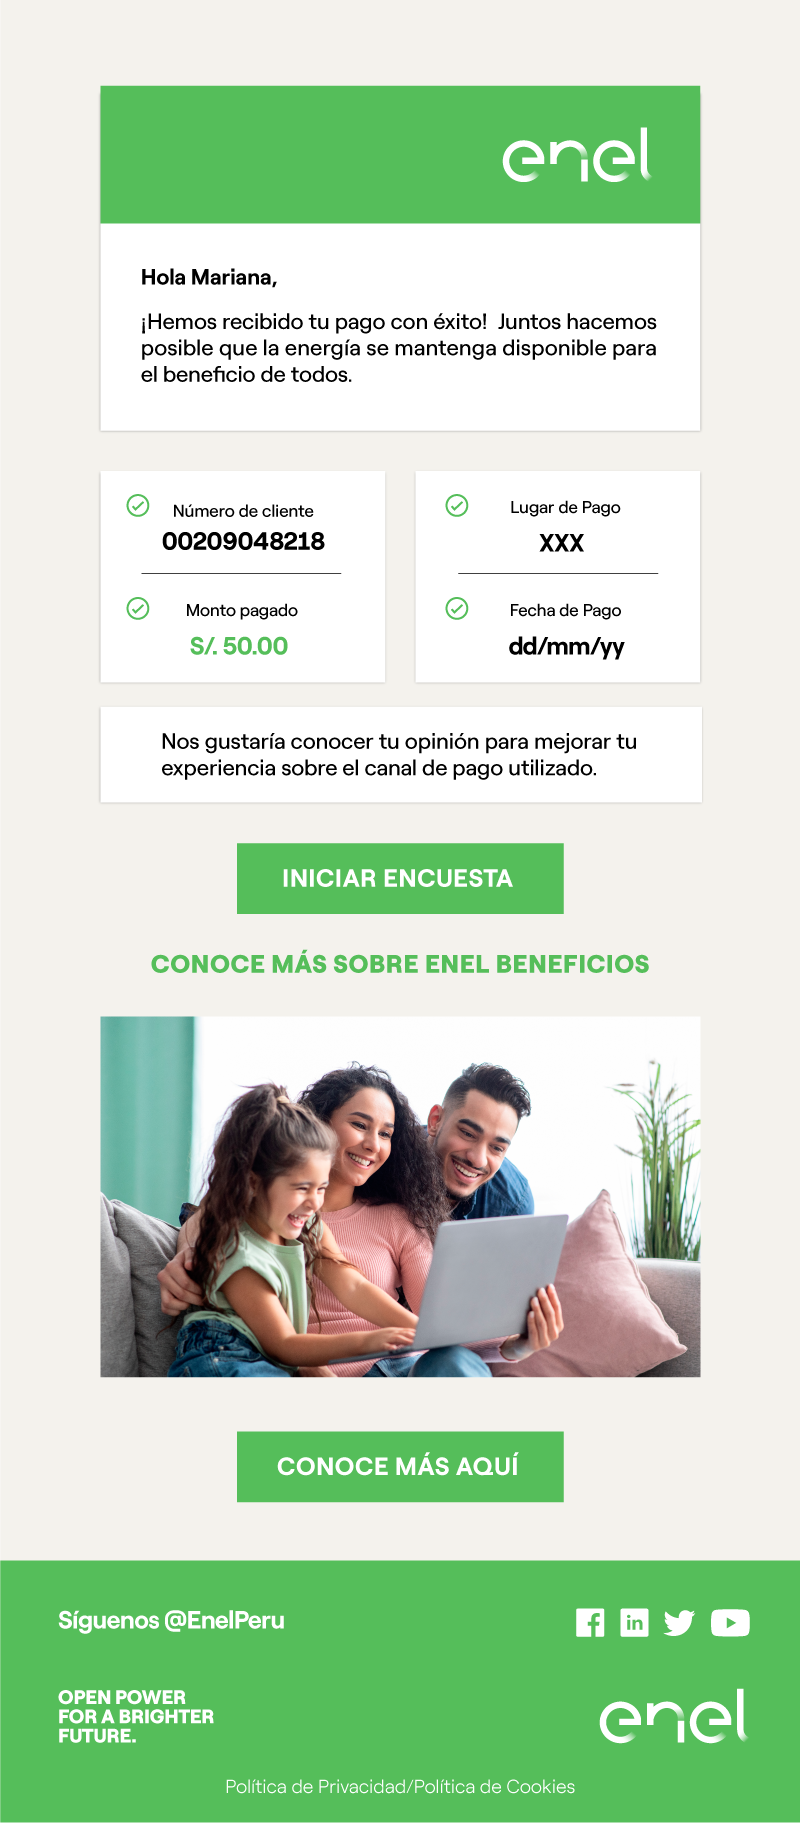 enel
Hola Mariana,
¡Hemos recibido tu pago con éxito! Juntos hacemos
posible que la energía se mantenga disponible para
el beneficio de todos.
Número de cliente
00209048218
Monto pagado
S/. 50.00
Lugar de Pago
XXX
Fecha de Pago
dd/mm/yy
Nos gustaría conocer tu opinión para mejorar tu
experiencia sobre el canal de pago utilizado.
INICIAR ENCUESTA
CONOCE MÁS SOBRE ENEL BENEFICIOS
CONOCE MÁS AQUÍ
Síguenos @EnelPeru
in
OPEN POWER
FOR A BRIGHTER
FUTURE.
enel
Política de Privacidad/Política de Cookies